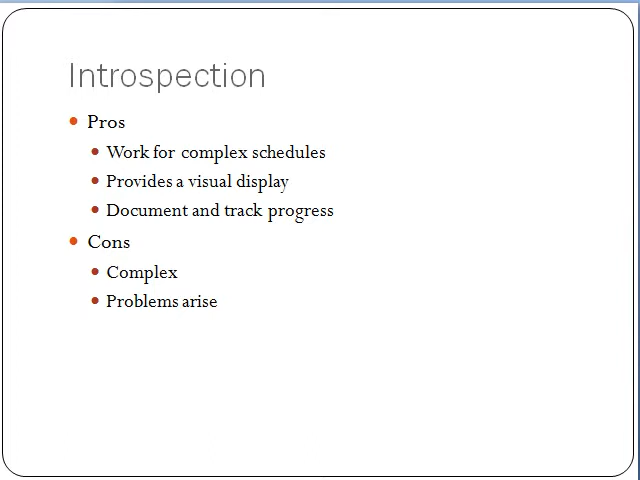 Introspection
Pros
Work for complex schedules
Provides a visual display
Document and track progress
Cons
Complex
Problems arise